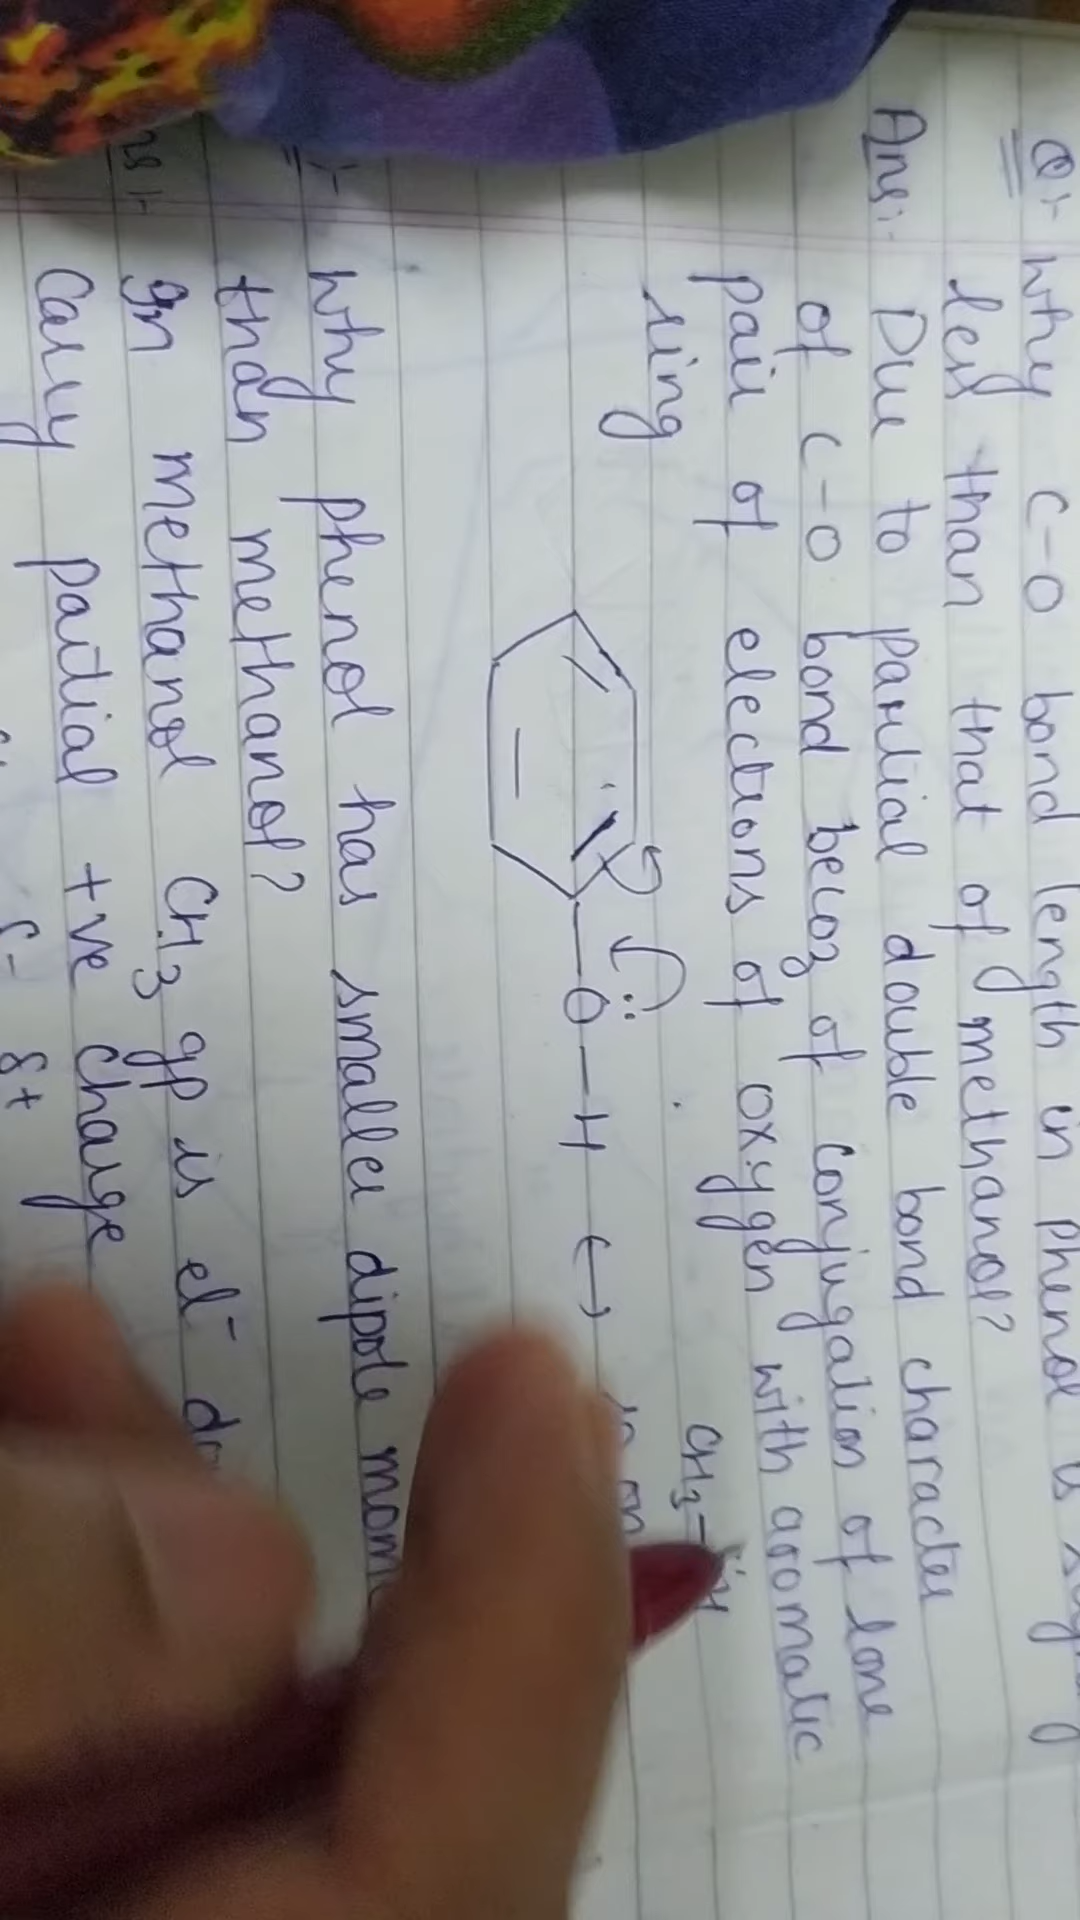 Q:- Why C-O bond length in phenol is
less than that of methanol?
Ans:- Due to partial double bond character
of C-O bond becoz of conjugation of lone
pair of electrons of oxygen with aromatic
ring
CH3-
O-H ↔
:- Why phenol has smaller dipole
than methanol?
ns:- In methanol CH3 gp is el-
carry partial +ve charge
δ- δ+